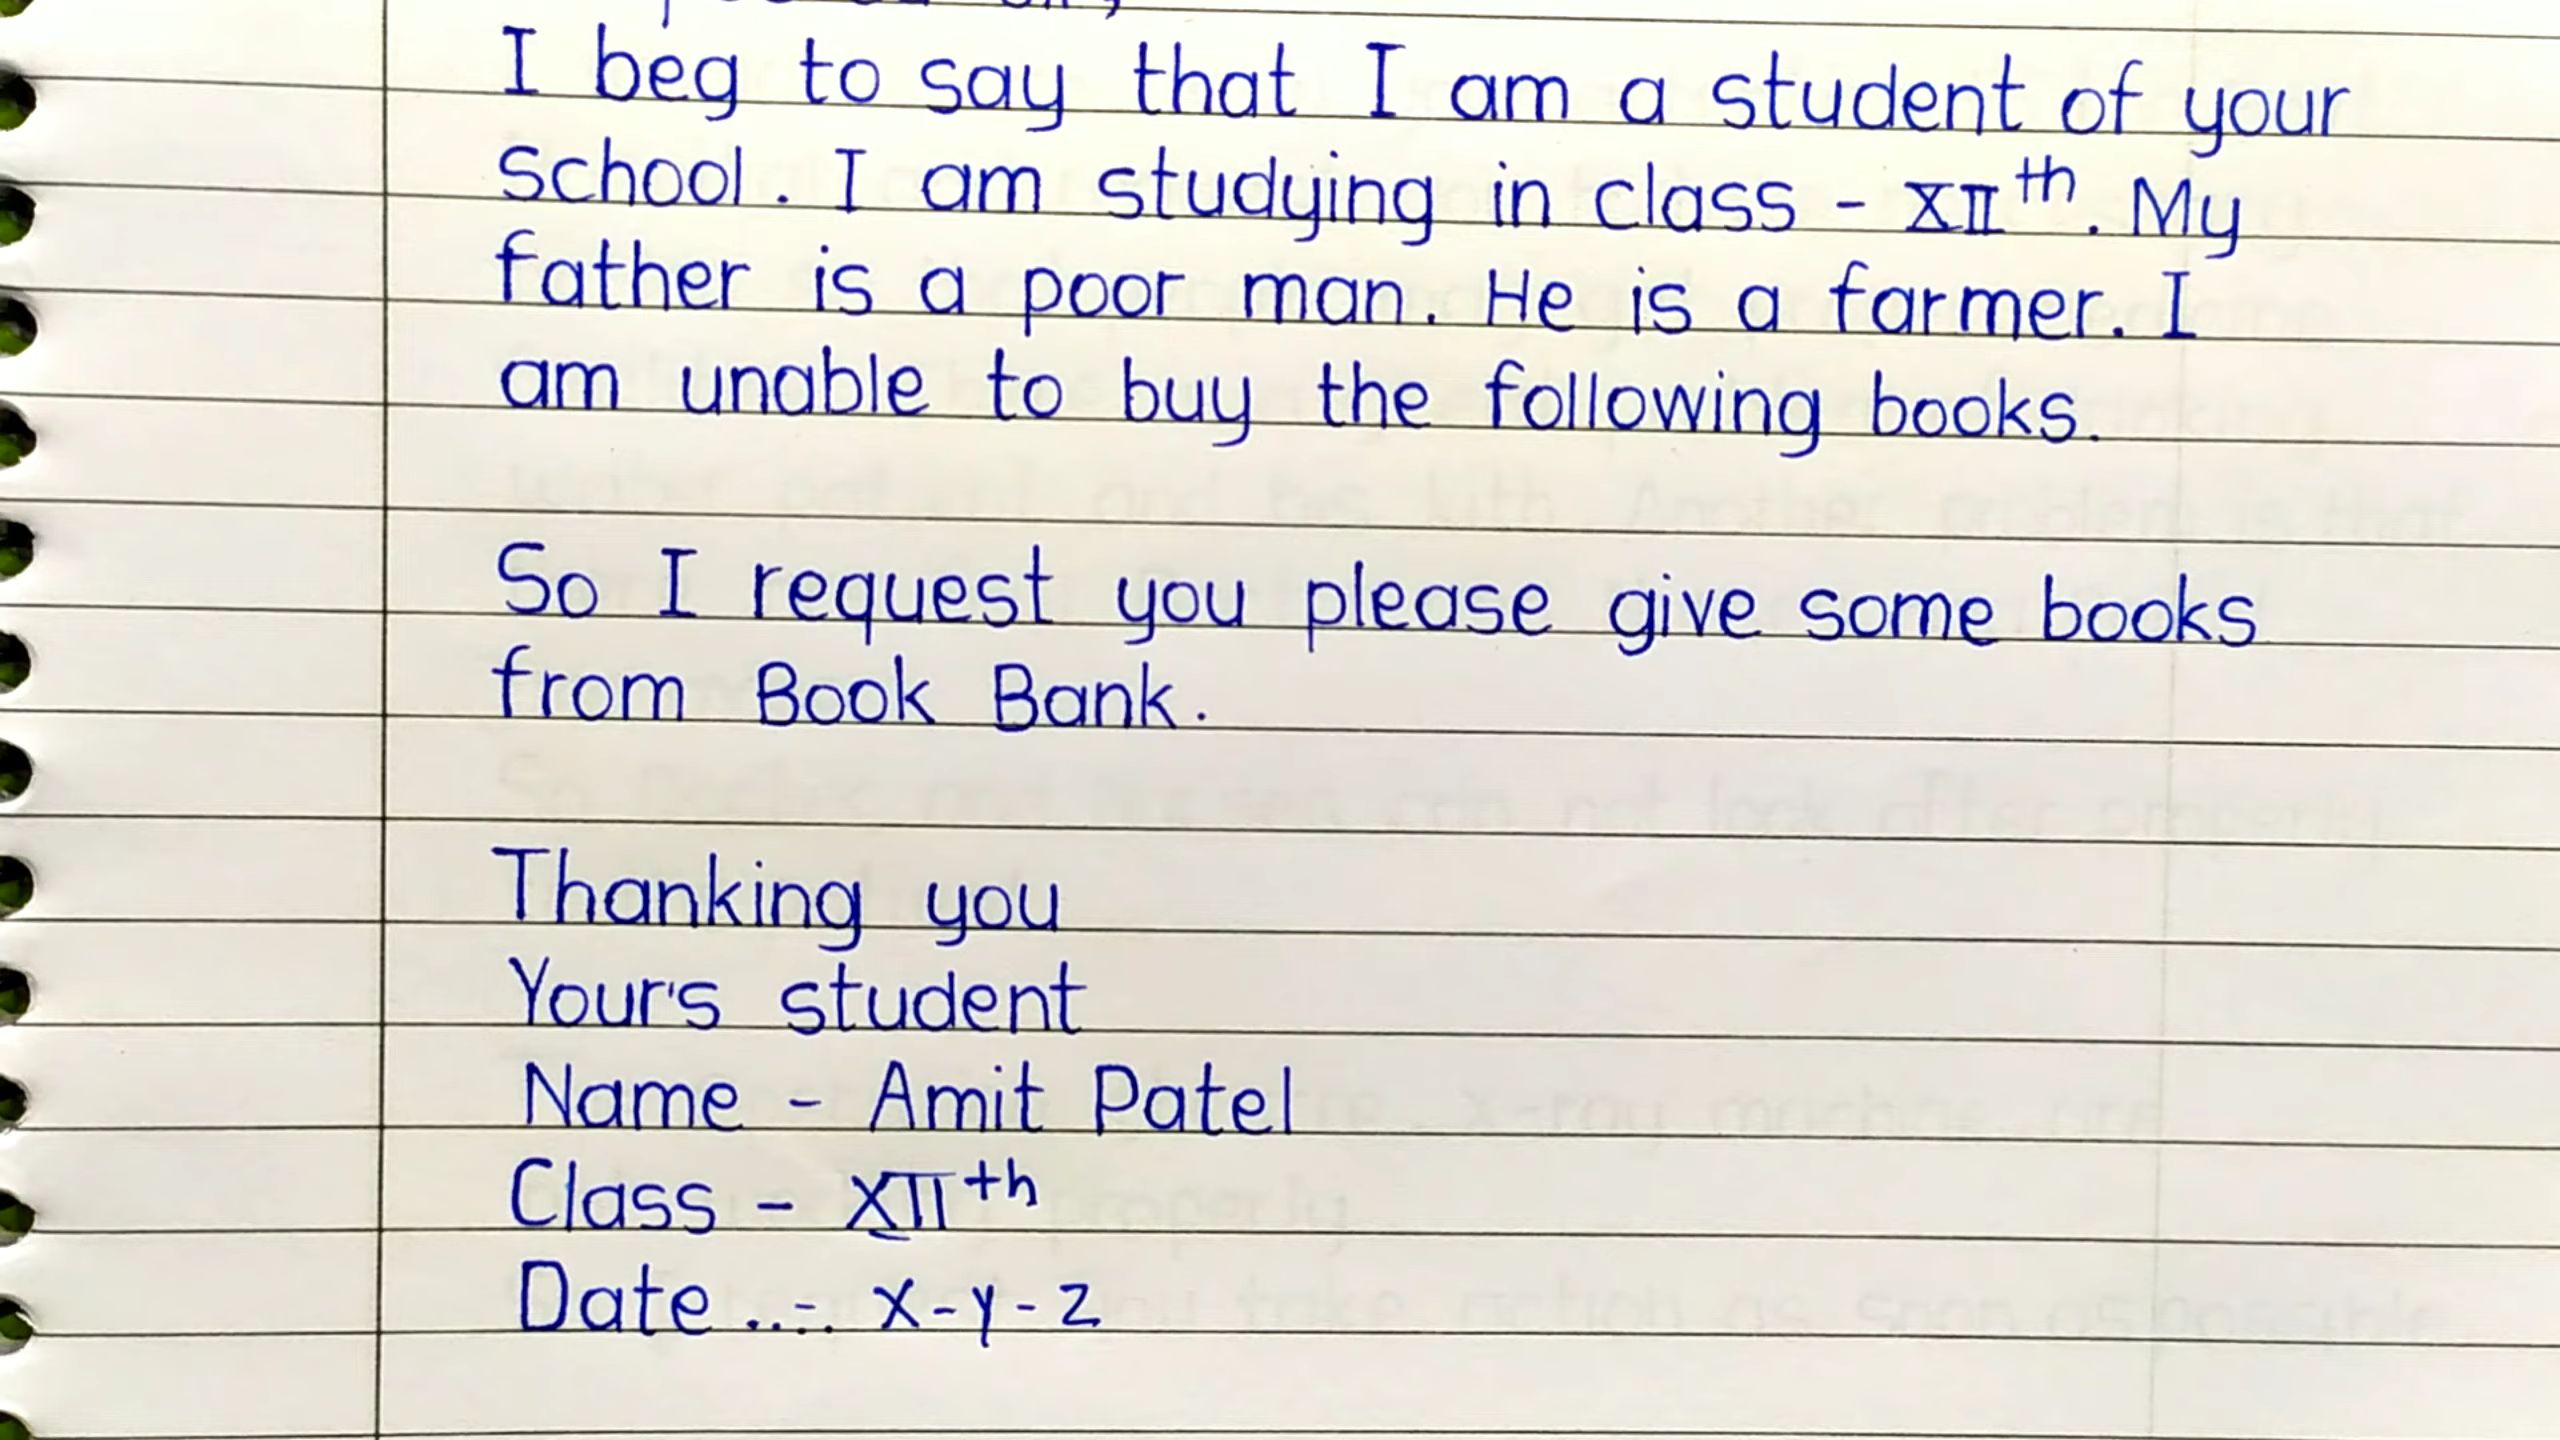 I beg to say that I am a student of your
School. I am studying in class - XIIth. My
father is a poor man. He is a farmer. I
am unable to buy the following books.
So I request you please give some books
from Book Bank.
Thanking you
Your's student
Name - Amit Patel
Class - XIIth
Date ..-. x-y-z